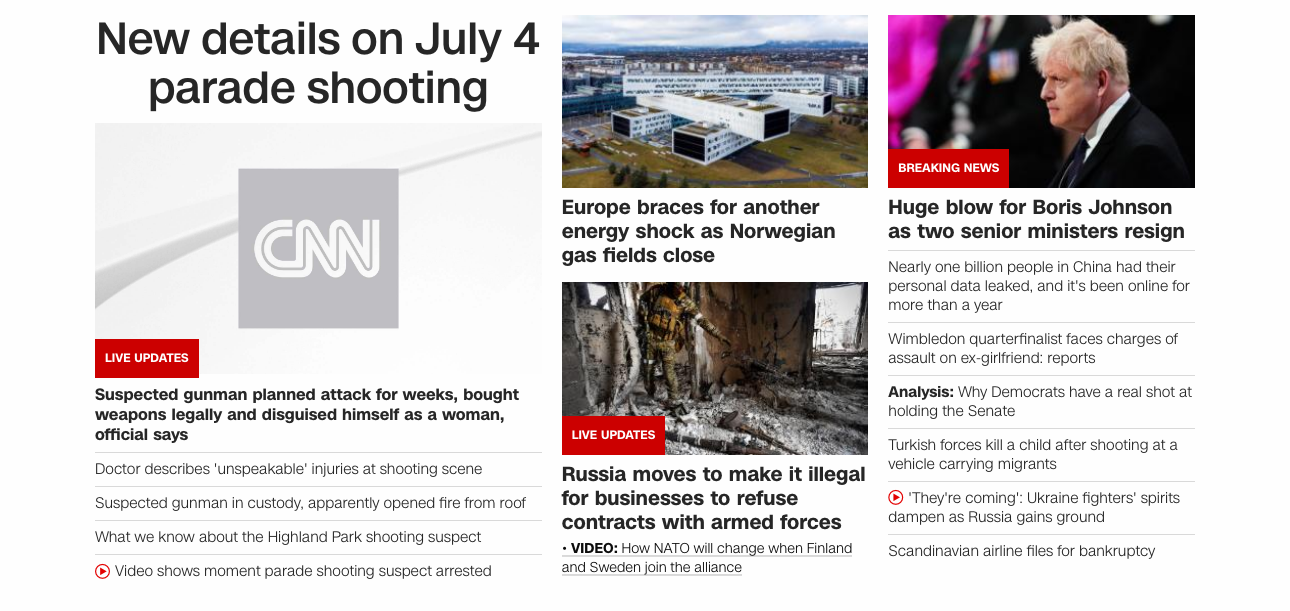 New details on July 4
parade shooting
CNN
LIVE UPDATES
Suspected gunman planned attack for weeks, bought
weapons legally and disguised himself as a woman,
official says
Doctor describes 'unspeakable' injuries at shooting scene
Suspected gunman in custody, apparently opened fire from roof
What we know about the Highland Park shooting suspect
Video shows moment parade shooting suspect arrested
Europe braces for another
energy shock as Norwegian
gas fields close
LIVE UPDATES
Russia moves to make it illegal
for businesses to refuse
contracts with armed forces
• VIDEO: How NATO will change when Finland
and Sweden join the alliance
BREAKING NEWS
Huge blow for Boris Johnson
as two senior ministers resign
Nearly one billion people in China had their
personal data leaked, and it's been online for
more than a year
Wimbledon quarterfinalist faces charges of
assault on ex-girlfriend: reports
Analysis: Why Democrats have a real shot at
holding the Senate
Turkish forces kill a child after shooting at a
vehicle carrying migrants
'They're coming': Ukraine fighters' spirits
dampen as Russia gains ground
Scandinavian airline files for bankruptcy